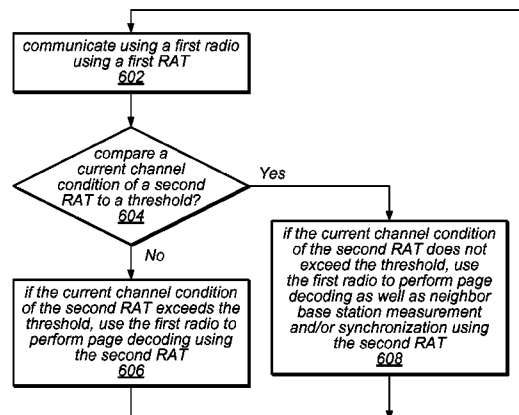 communicate using a first radio
using a first RAT
602
compare a
current channel
condition of a second
RAT to a threshold?
604
Yes
No
if the current channel condition
of the second RAT exceeds the
threshold, use the first radio to
perform page decoding using
the second RAT
606
if the current channel condition
of the second RAT does not
exceed the threshold, use
the first radio to perform page
decoding as well as neighbor
base station measurement
and/or synchronization using
the second RAT
608